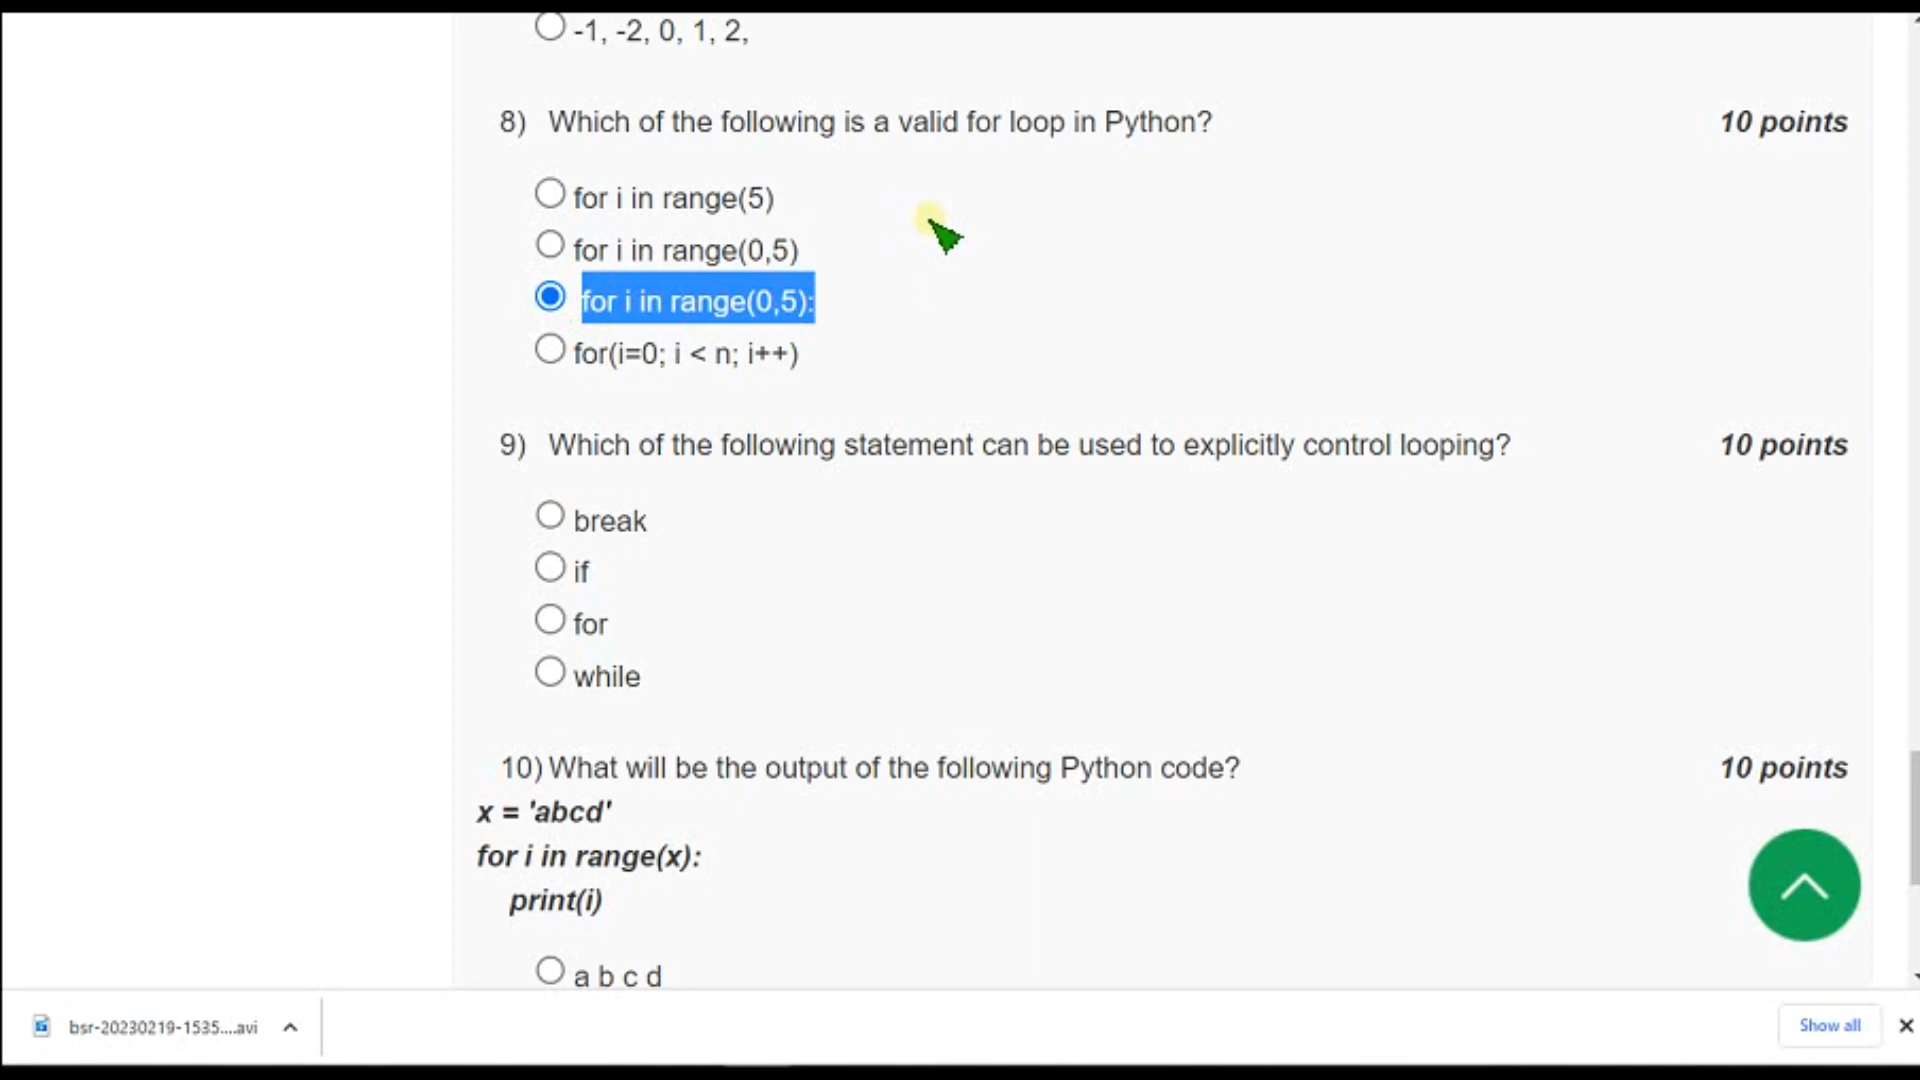 -1, -2, 0, 1, 2,
8) Which of the following is a valid for loop in Python? 10 points
for i in range(5)
for i in range(0,5)
for i in range(0,5):
for(i=0; i < n; i++)
9) Which of the following statement can be used to explicitly control looping? 10 points
break
if
for
while
10) What will be the output of the following Python code? 10 points
x = 'abcd'
for i in range(x):
print(i)
a b c d
bsr-20230219-1535....avi
Show all